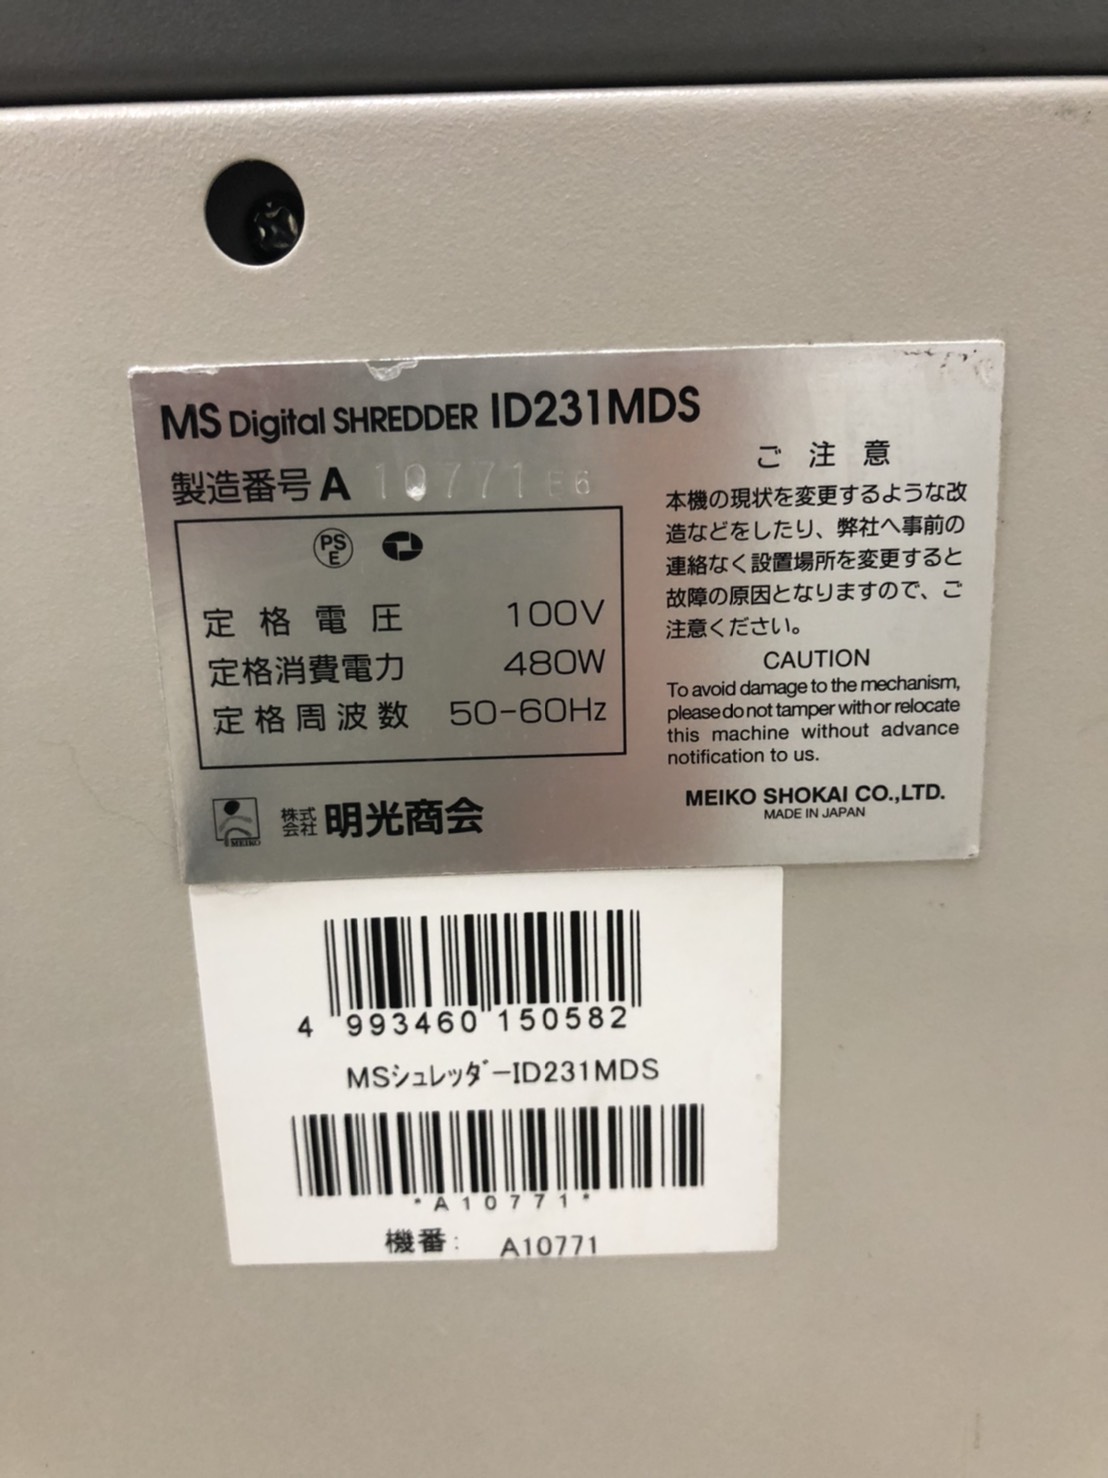 MS Digital SHREDDER ID231MDS
製造番号 A 10771 E6
PS
E
定格電圧 100V
定格消費電力 480W
定格周波数 50-60Hz
MEIKO
株式会社 明光商会
ご注意
本機の現状を変更するような改
造などをしたり、弊社へ事前の
連絡なく設置場所を変更すると
故障の原因となりますので、ご
注意ください。
CAUTION
To avoid damage to the mechanism,
please do not tamper with or relocate
this machine without advance
notification to us.
MEIKO SHOKAI CO.,LTD.
MADE IN JAPAN
4 993460 150582
MSｼｭﾚｯﾀﾞｰID231MDS
*A10771*
機番: A10771